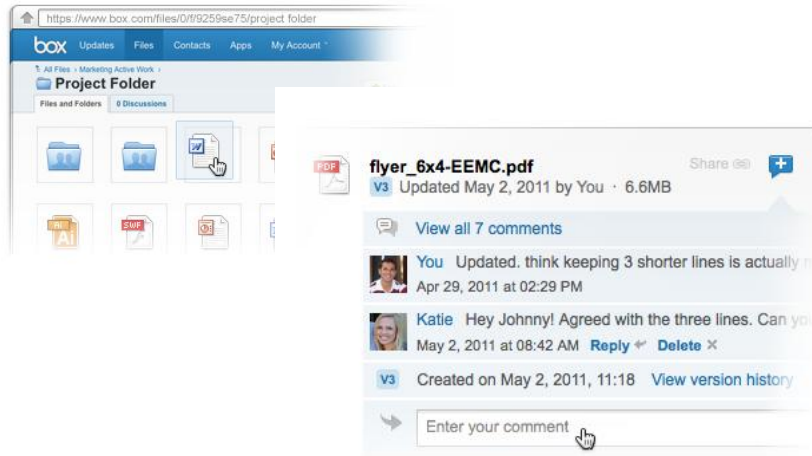 https://www.box.com/files/0/f/9259se75/project folder
box Updates Files Contacts Apps My Account
All Files › Marketing Active Work ›
Project Folder
Files and Folders 0 Discussions
W
Ai
Ai
SWF
PDF
flyer_6x4-EEMC.pdf
Share
V3 Updated May 2, 2011 by You · 6.6MB
View all 7 comments
You Updated. think keeping 3 shorter lines is actually
Apr 29, 2011 at 02:29 PM
Katie Hey Johnny! Agreed with the three lines. Can you
May 2, 2011 at 08:42 AM Reply Delete
V3 Created on May 2, 2011, 11:18 View version history
Enter your comment